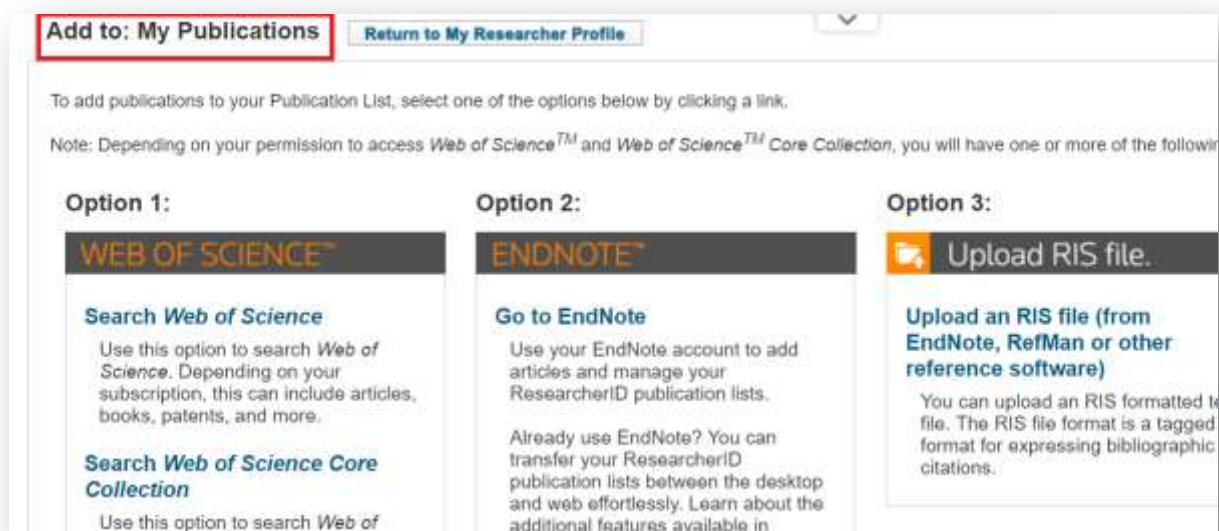 Add to: My Publications
Return to My Researcher Profile
To add publications to your Publication List, select one of the options below by clicking a link.
Note: Depending on your permission to access Web of Science™ and Web of Science™ Core Collection, you will have one or more of the
Option 1:
WEB OF SCIENCE™
Search Web of Science
Use this option to search Web of
Science. Depending on your
subscription, this can include articles,
books, patents, and more.
Search Web of Science Core
Collection
Use this option to search Web of
Option 2:
ENDNOTE™
Go to EndNote
Use your EndNote account to add
articles and manage your
ResearcherID publication lists.
Already use EndNote? You can
transfer your ResearcherID
publication lists between the desktop
and web effortlessly. Learn about the
additional features available in
Option 3:
Upload RIS file.
Upload an RIS file (from
EndNote, RefMan or other
reference software)
You can upload an RIS formatted
file. The RIS file format is a tagged
format for expressing bibliographic
citations.